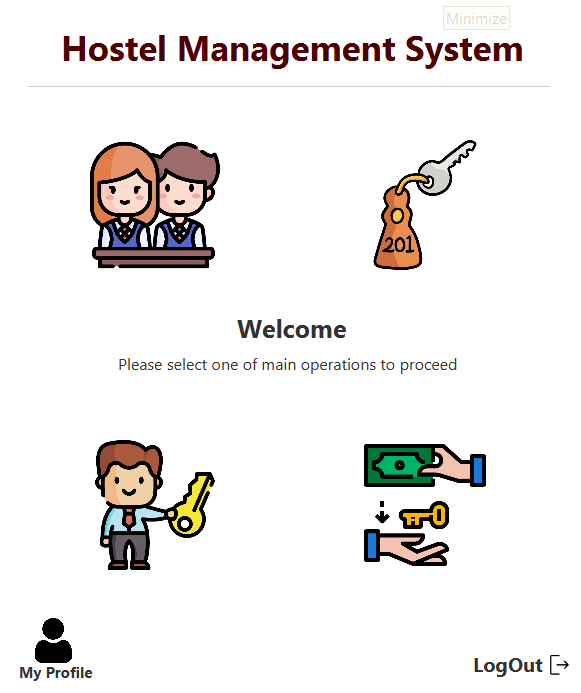 Minimize
Hostel Management System
201
Welcome
Please select one of main operations to proceed
My Profile
LogOut